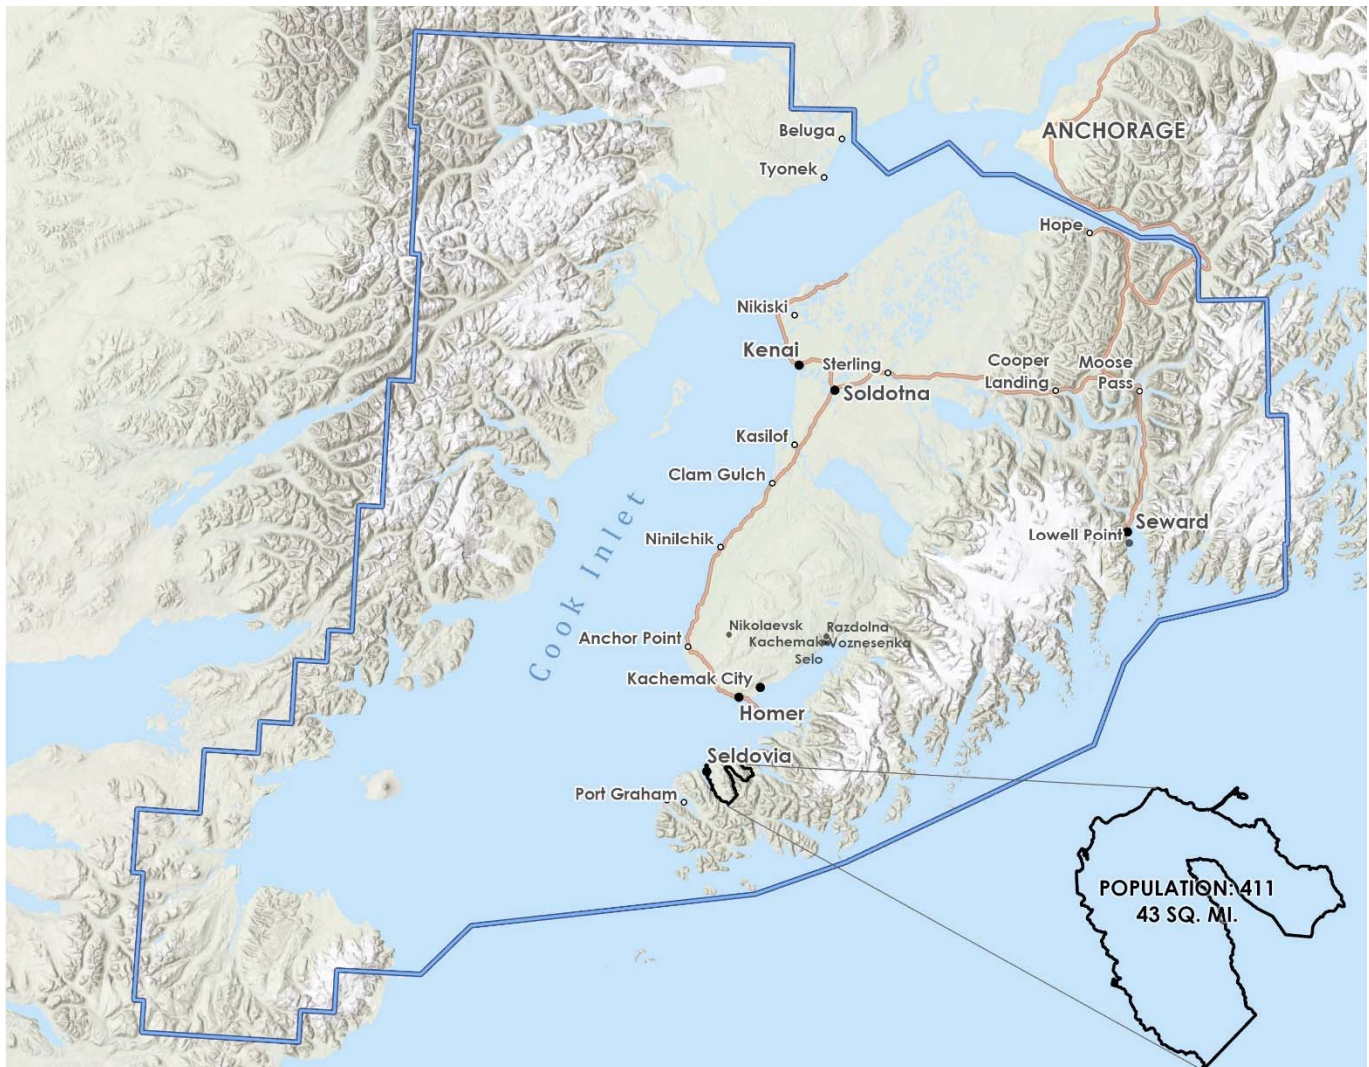 Beluga
ANCHORAGE
Tyonek
Hope
Nikiski
Kenai
Sterling
Cooper
Landing
Moose
Pass
Soldotna
Kasilof
Clam Gulch
Cook Inlet
Seward
Lowell Point
Ninilchik
Nikolaevsk
Razdolna
Kachemak
Selo
Voznesenka
Anchor Point
Kachemak City
Homer
Seldovia
Port Graham
POPULATION: 411
43 SQ. MI.